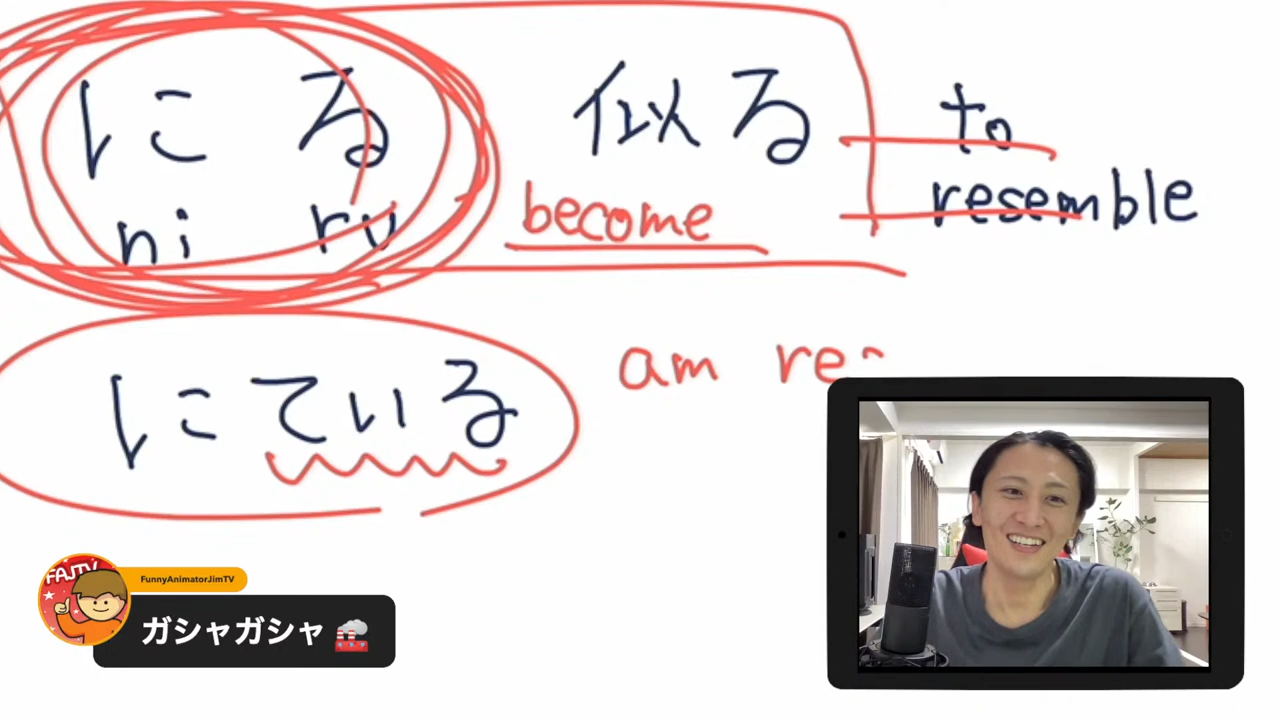 にる 似る to
resemble
ni ru become
にている am re
FAJTV
FunnyAnimatorJimTV
ガシャガシャ 🏭